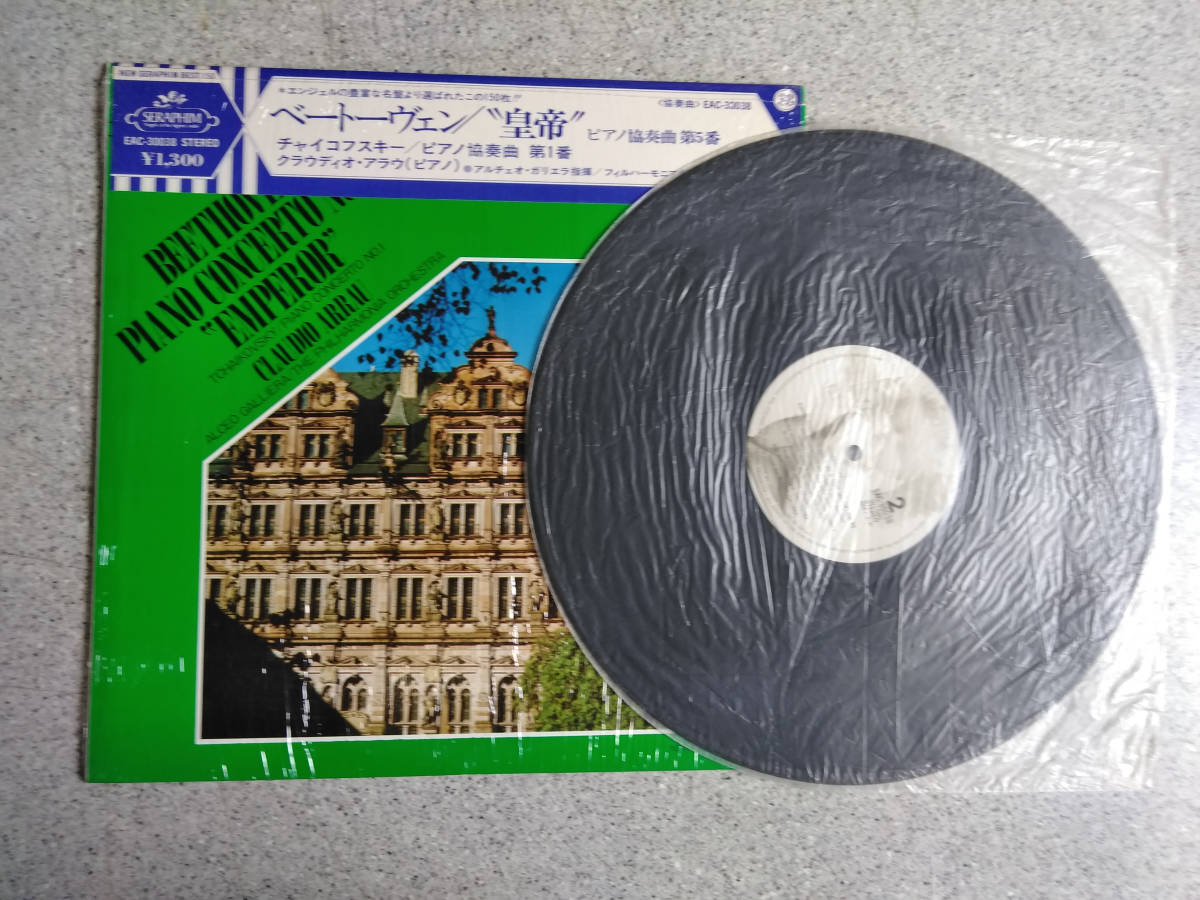 NEW SERAPHIM BEST 150
SERAPHIM
EAC-30038 STEREO
¥1,300
*エンジェルの豊富な名盤より選ばれたこの150枚!!
〈協奏曲〉EAC-30038
ベートーヴェン/"皇帝" ピアノ協奏曲 第5番
チャイコフスキー/ピアノ協奏曲 第1番
クラウディオ・アラウ(ピアノ) ●アルチェオ・ガリエラ指揮/フィルハーモニア
BEETHOVE
PIANO CONCERTO
"EMPEROR"
TCHAIKOVSKY: PIANO CONCERTO NO.1
CLAUDIO ARRAU
ALCEO GALLIERA, THE PHILHARMONIA ORCHESTRA
2